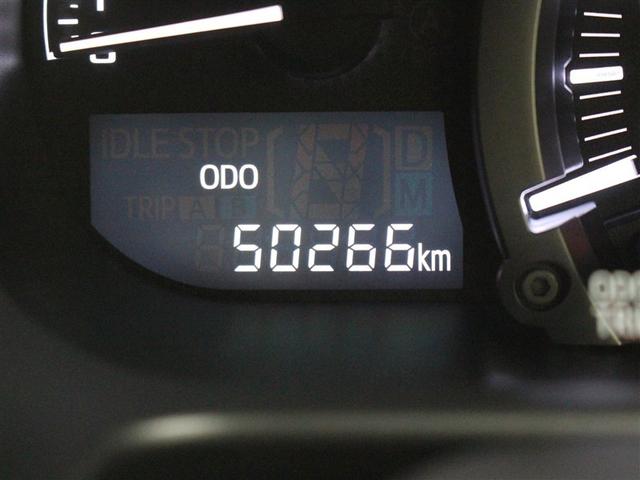 IDLE STOP
D
ODO
M
TRIP A B
50266km